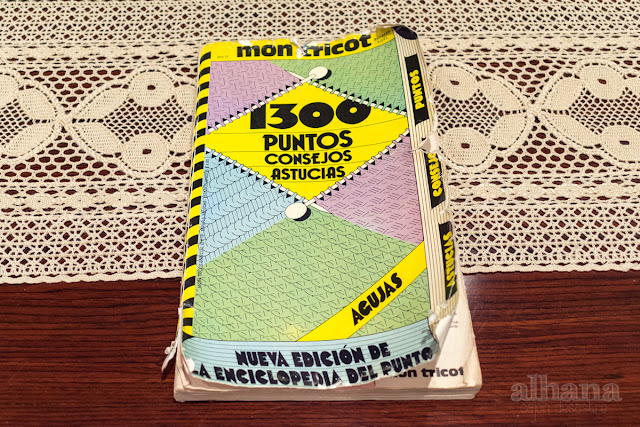 mon tricot
1300
PUNTOS
CONSEJOS
ASTUCIAS
PUNTOS
CONSEJOS
ASTUCIAS
AGUJAS
NUEVA EDICIÓN DE
LA ENCICLOPEDIA DEL PUNTO
mon tricot
alhana